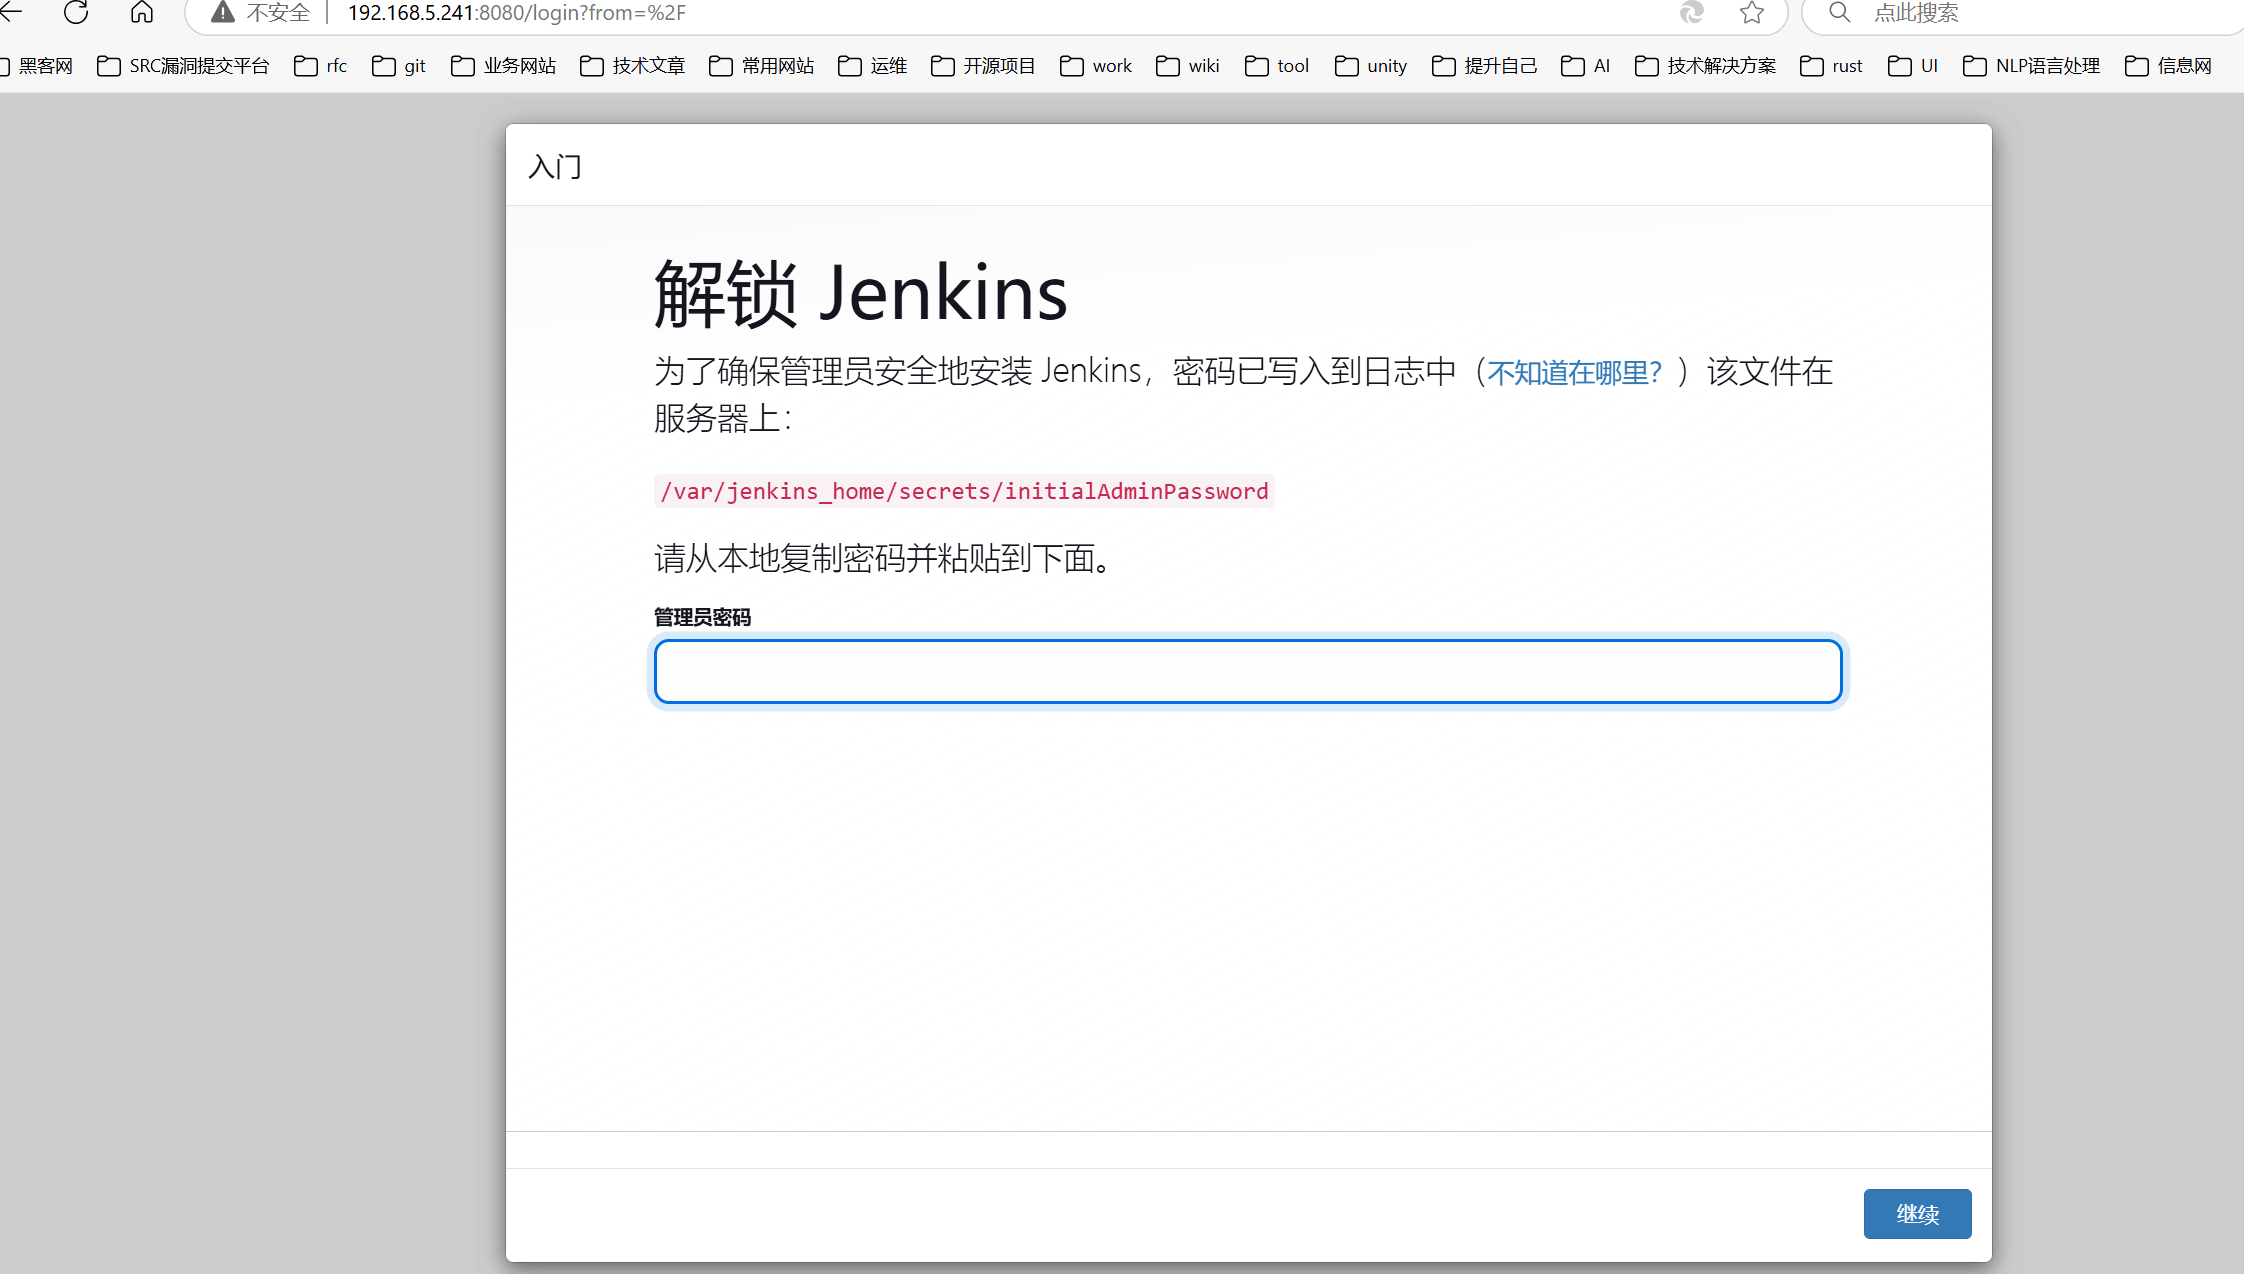 不安全 192.168.5.241:8080/login?from=%2F 点此搜索
黑客网 SRC漏洞提交平台 rfc git 业务网站 技术文章 常用网站 运维 开源项目 work wiki tool unity 提升自己 AI 技术解决方案 rust UI NLP语言处理 信息网
入门
解锁 Jenkins
为了确保管理员安全地安装 Jenkins，密码已写入到日志中（不知道在哪里？）该文件在
服务器上：
/var/jenkins_home/secrets/initialAdminPassword
请从本地复制密码并粘贴到下面。
管理员密码
继续